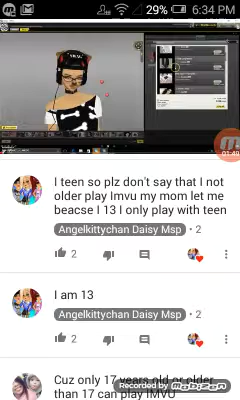 29% 6:34 PM
01:40
I teen so plz don't say that I not
older play Imvu my mom let me
beacse I 13 I only play with teen
Angelkittychan Daisy Msp • 2
2
I am 13
Angelkittychan Daisy Msp • 2
2
Cuz only 17 years old or older
than 17 can play IMVU
Recorded by Mobizen